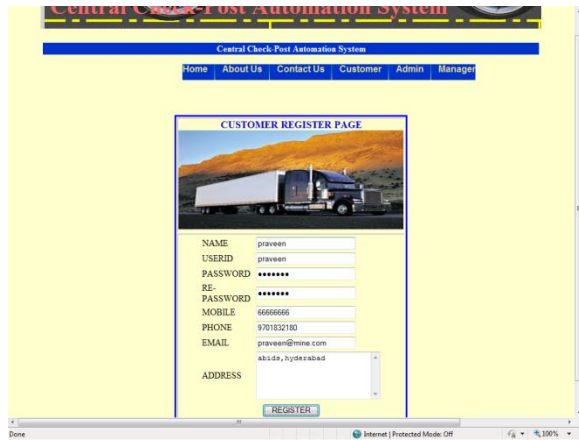 Central Check-Post Automation System
Central Check-Post Automation System
Home About Us Contact Us Customer Admin Manager
CUSTOMER REGISTER PAGE
NAME praveen
USERID praveen
PASSWORD •••••••
RE-
PASSWORD •••••••
MOBILE 66666666
PHONE 9701832180
EMAIL praveen@mine.com
ADDRESS abids,hyderabad
REGISTER
Done Internet | Protected Mode: Off 100%